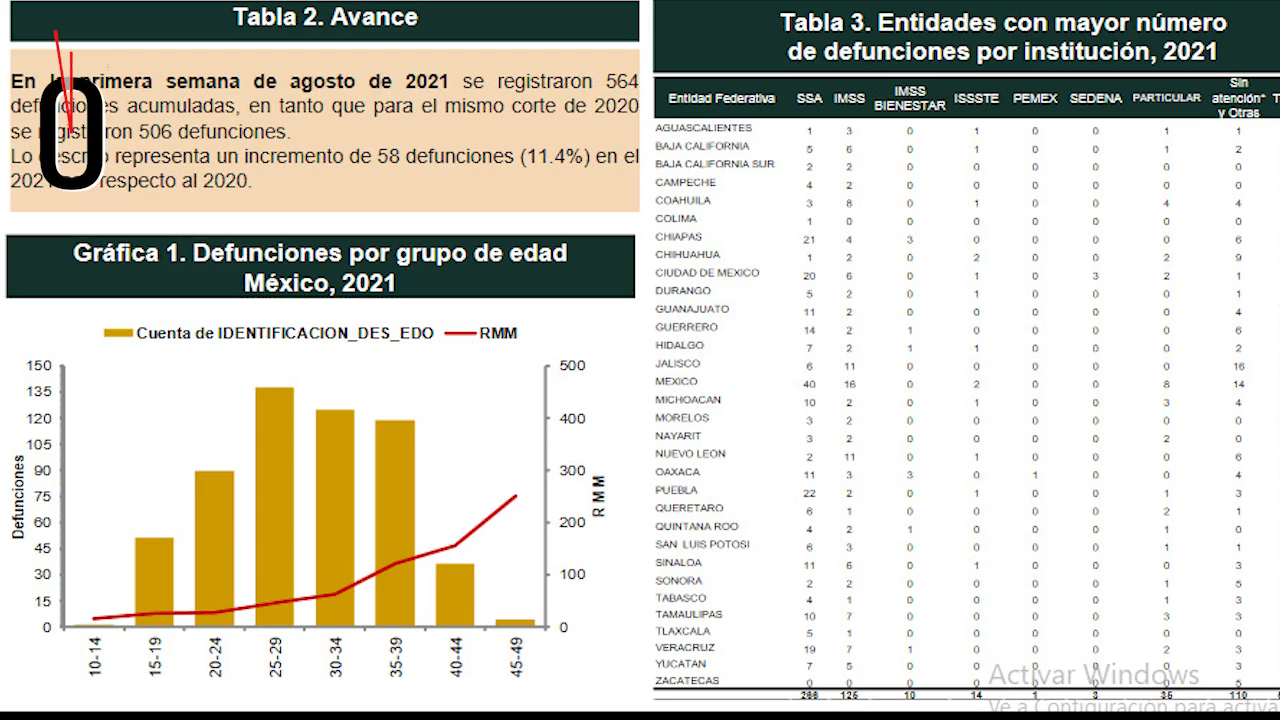 Tabla 2. Avance
En primera semana de agosto de 2021 se registraron 564
acumuladas, en tanto que para el mismo corte de 2020
se 506 defunciones.
Lo representa un incremento de 58 defunciones (11.4%) en el
respecto al 2020.
Gráfica 1. Defunciones por grupo de edad
México, 2021
Cuenta de IDENTIFICACION_DES_EDO RMM
Defunciones
150
135
120
105
90
75
60
45
30
15
0
500
400
300
200
100
0
RMM
10-14 15-19 20-24 25-29 30-34 35-39 40-44 45-49
Tabla 3. Entidades con mayor número
de defunciones por institución, 2021
Entidad Federativa SSA IMSS IMSS BIENESTAR ISSSTE PEMEX SEDENA PARTICULAR Sin atención* y Otras T
AGUASCALIENTES 1 3 0 1 0 0 1 1
BAJA CALIFORNIA 5 6 0 1 0 0 1 2
BAJA CALIFORNIA SUR 2 2 0 0 0 0 0 0
CAMPECHE 4 2 0 0 0 0 0 0
COAHUILA 3 8 0 1 0 0 4 4
COLIMA 1 0 0 0 0 0 0 0
CHIAPAS 21 4 3 0 0 0 0 6
CHIHUAHUA 1 2 0 2 0 0 2 9
CIUDAD DE MEXICO 20 6 0 1 0 3 2 1
DURANGO 5 2 0 1 0 0 0 1
GUANAJUATO 11 2 0 0 0 0 0 4
GUERRERO 14 2 1 0 0 0 0 6
HIDALGO 7 2 1 1 0 0 0 2
JALISCO 6 11 0 0 0 0 0 16
MEXICO 40 16 0 2 0 0 8 14
MICHOACAN 10 2 0 1 0 0 3 4
MORELOS 3 2 0 0 0 0 0 0
NAYARIT 3 2 0 0 0 0 2 0
NUEVO LEON 2 11 0 1 0 0 0 6
OAXACA 11 3 3 0 1 0 0 4
PUEBLA 22 2 0 1 0 0 1 3
QUERETARO 6 1 0 0 0 0 2 1
QUINTANA ROO 4 2 1 0 0 0 1 0
SAN LUIS POTOSI 6 3 0 0 0 0 1 1
SINALOA 11 6 0 1 0 0 0 3
SONORA 2 2 0 0 0 0 1 5
TABASCO 4 1 0 0 0 0 1 3
TAMAULIPAS 10 7 0 0 0 0 3 3
TLAXCALA 5 1 0 0 0 0 0 0
VERACRUZ 19 7 1 0 0 0 2 3
YUCATAN 7 5 0 0 0 0 0 3
ZACATECAS 0 0 0 0 0 0 0 5
266 125 10 14 1 3 35 110
Activar Windows
Ve a Configuración para activa